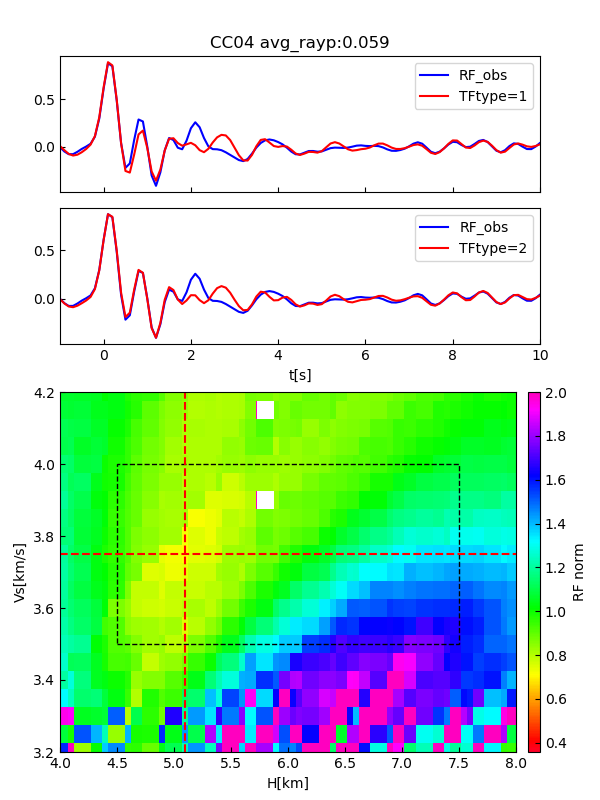 CC04 avg_rayp:0.059
RF_obs
TFtype=1
0.5
0.0
RF_obs
TFtype=2
0.5
0.0
0 2 4 6 8 10
t[s]
4.2
4.0
3.8
3.6
3.4
3.2
Vs[km/s]
4.0 4.5 5.0 5.5 6.0 6.5 7.0 7.5 8.0
H[km]
2.0
1.8
1.6
1.4
1.2
1.0
0.8
0.6
0.4
RF norm